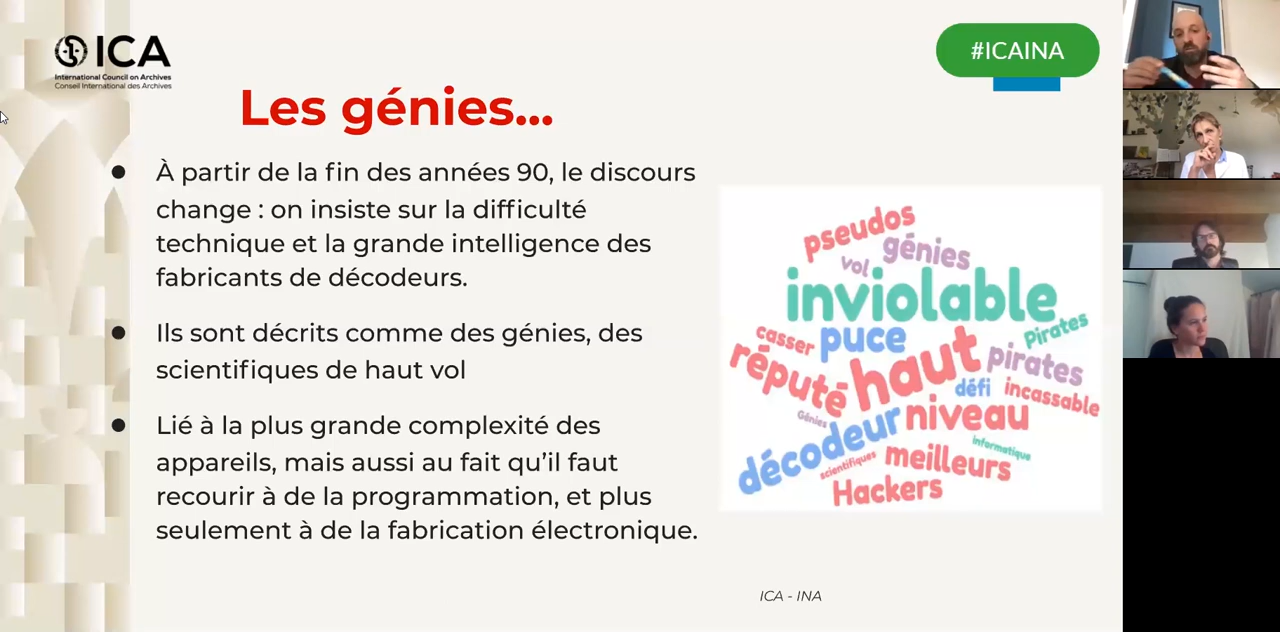 ICA
International Council on Archives
Conseil International des Archives
#ICAINA
Les génies...
À partir de la fin des années 90, le discours
change : on insiste sur la difficulté
technique et la grande intelligence des
fabricants de décodeurs.
Ils sont décrits comme des génies, des
scientifiques de haut vol
Lié à la plus grande complexité des
appareils, mais aussi au fait qu’il faut
recourir à de la programmation, et plus
seulement à de la fabrication électronique.
pseudos
génies
vol
inviolable
casser
puce
Pirates
réputé
haut
pirates
défi
incassable
Génies
décodeur
niveau
informatique
scientifiques
meilleurs
Hackers
ICA - INA